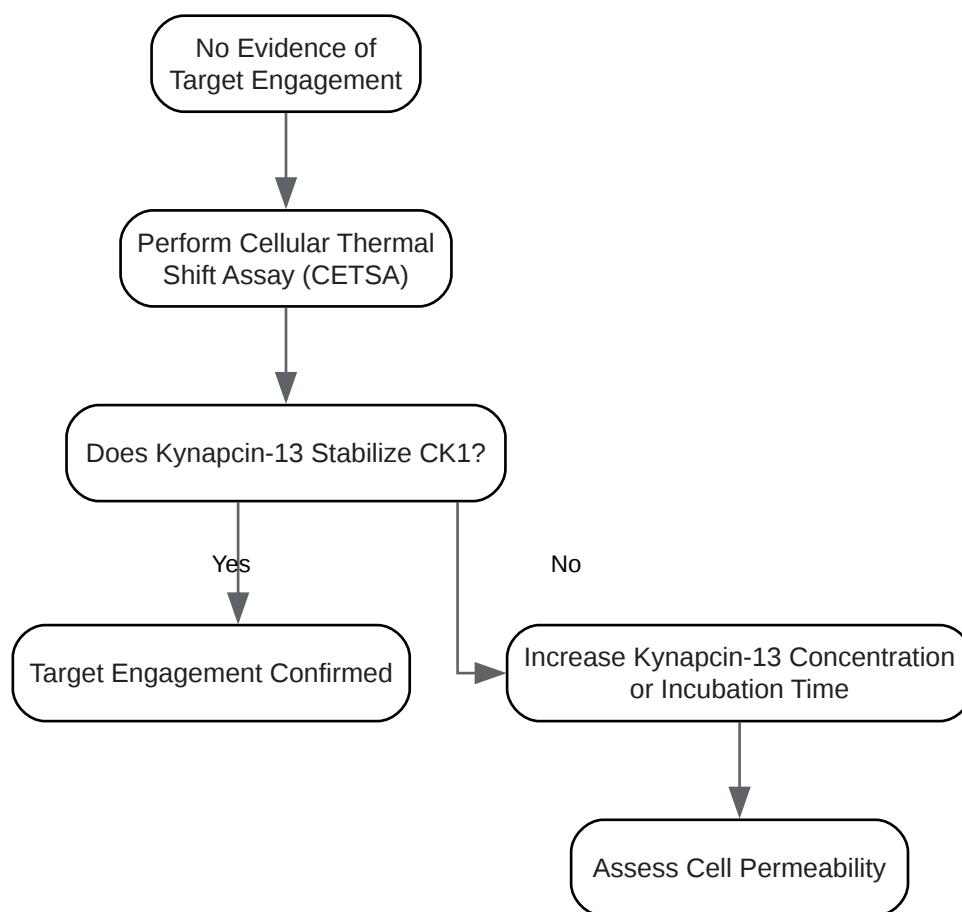 No Evidence of
Target Engagement
Perform Cellular Thermal
Shift Assay (CETSA)
Does Kynapcin-13 Stabilize CK1?
Yes
No
Target Engagement Confirmed
Increase Kynapcin-13 Concentration
or Incubation Time
Assess Cell Permeability